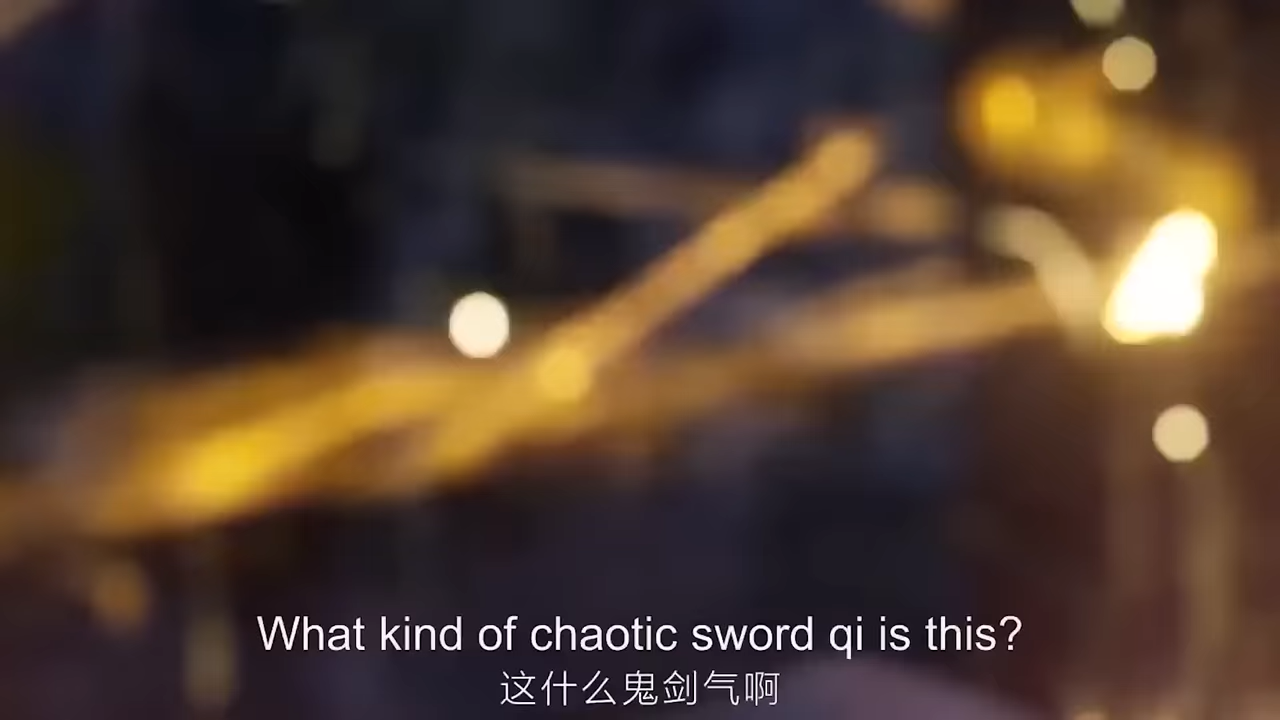 What kind of chaotic sword qi is this?
这什么鬼剑气啊